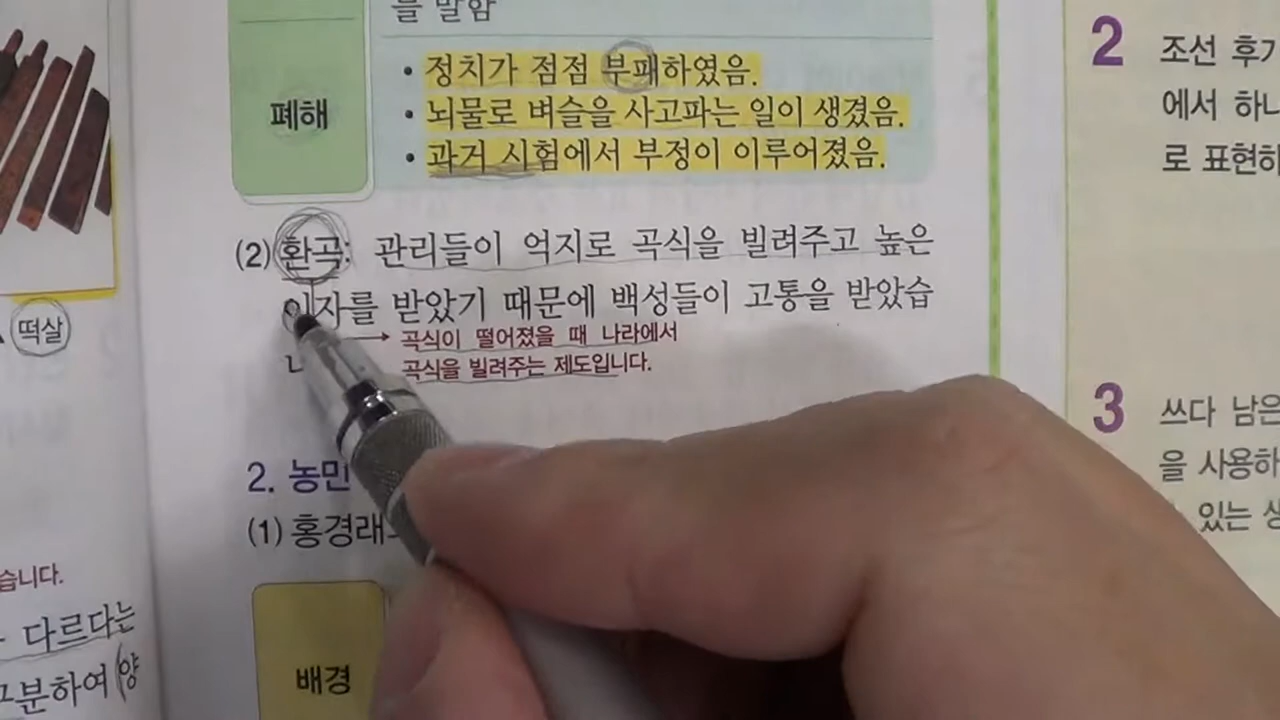 를 말함
폐해
• 정치가 점점 부패하였음.
• 뇌물로 벼슬을 사고파는 일이 생겼음.
• 과거 시험에서 부정이 이루어졌음.
(2) 환곡: 관리들이 억지로 곡식을 빌려주고 높은
이자를 받았기 때문에 백성들이 고통을 받았습
니
→ 곡식이 떨어졌을 때 나라에서
곡식을 빌려주는 제도입니다.
2. 농민
(1) 홍경래
배경
떡살
습니다.
다르다는
구분하여 (양
2 조선 후기
에서 하나
로 표현하
3 쓰다 남은
을 사용하
있는 생